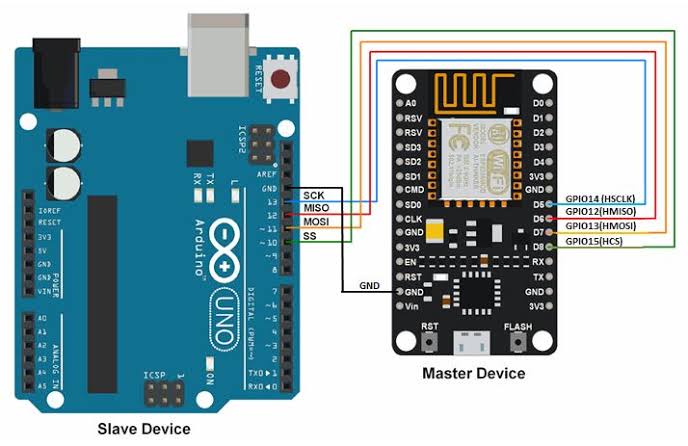 RESET
ICSP2
AREF
GND
13
12
~ 11
~ 10
~ 9
8
7
~ 6
~ 5
4
~ 3
2
TXO ▸ 1
RXO ◂ 0
DIGITAL (PWM~)
RX
TX
L
Arduino™
UNO
ON
ICSP
1
IOREF
RESET
3V3
5V
GND
GND
VIN
POWER
A0
A1
A2
A3
A4
A5
ANALOG IN
Slave Device
SCK
MISO
MOSI
SS
GND
A0
RSV
RSV
SD3
SD2
SD1
CMD
SD0
CLK
GND
3V3
EN
RST
GND
Vin
D0
D1
D2
D3
D4
3V3
GND
D5
D6
D7
D8
RX
TX
GND
3V3
WiFi
RST
FLASH
GPIO14 (HSCLK)
GPIO12(HMISO)
GPIO13(HMOSI)
GPIO15(HCS)
Master Device